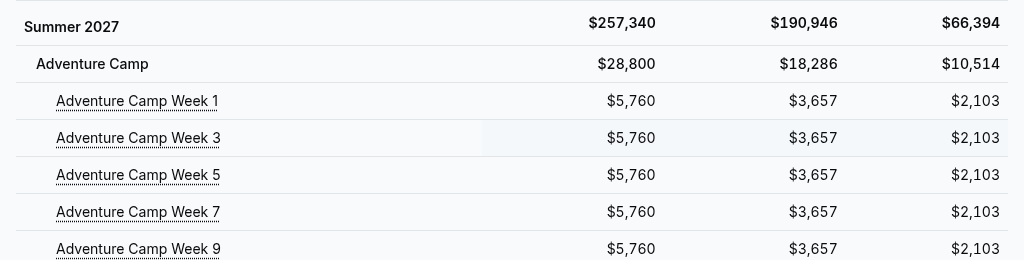 Summer 2027 $257,340 $190,946 $66,394
Adventure Camp $28,800 $18,286 $10,514
Adventure Camp Week 1 $5,760 $3,657 $2,103
Adventure Camp Week 3 $5,760 $3,657 $2,103
Adventure Camp Week 5 $5,760 $3,657 $2,103
Adventure Camp Week 7 $5,760 $3,657 $2,103
Adventure Camp Week 9 $5,760 $3,657 $2,103